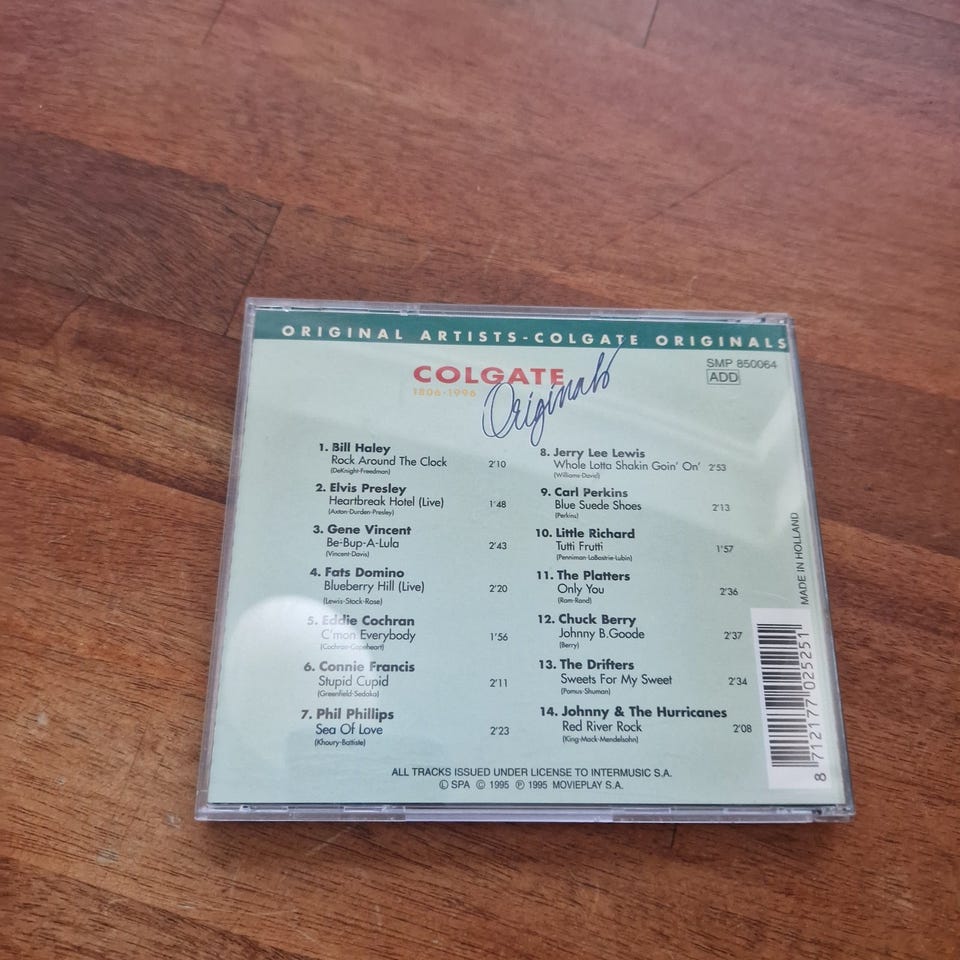 ORIGINAL ARTISTS-COLGATE ORIGINALS
SMP 850064
ADD
COLGATE
1806-1996
Originals
1. Bill Haley
Rock Around The Clock 2'10
(DeKnight-Freedman)
2. Elvis Presley
Heartbreak Hotel (Live) 1'48
(Axton-Durden-Presley)
3. Gene Vincent
Be-Bup-A-Lula 2'43
(Vincent-Davis)
4. Fats Domino
Blueberry Hill (Live) 2'20
(Lewis-Stock-Rose)
5. Eddie Cochran
C'mon Everybody 1'56
(Cochran-Capeheart)
6. Connie Francis
Stupid Cupid 2'11
(Greenfield-Sedaka)
7. Phil Phillips
Sea Of Love 2'23
(Khoury-Battiste)
8. Jerry Lee Lewis
Whole Lotta Shakin Goin' On' 2'53
(Williams-David)
9. Carl Perkins
Blue Suede Shoes 2'13
(Perkins)
10. Little Richard
Tutti Frutti 1'57
(Penniman-LaBostrie-Lubin)
11. The Platters
Only You 2'36
(Ram-Rand)
12. Chuck Berry
Johnny B.Goode 2'37
(Berry)
13. The Drifters
Sweets For My Sweet 2'34
(Pomus-Shuman)
14. Johnny & The Hurricanes
Red River Rock 2'08
(King-Mack-Mendelsohn)
MADE IN HOLLAND
8 712177 025251
ALL TRACKS ISSUED UNDER LICENSE TO INTERMUSIC S.A.
Ⓛ SPA © 1995 ℗ 1995 MOVIEPLAY S.A.